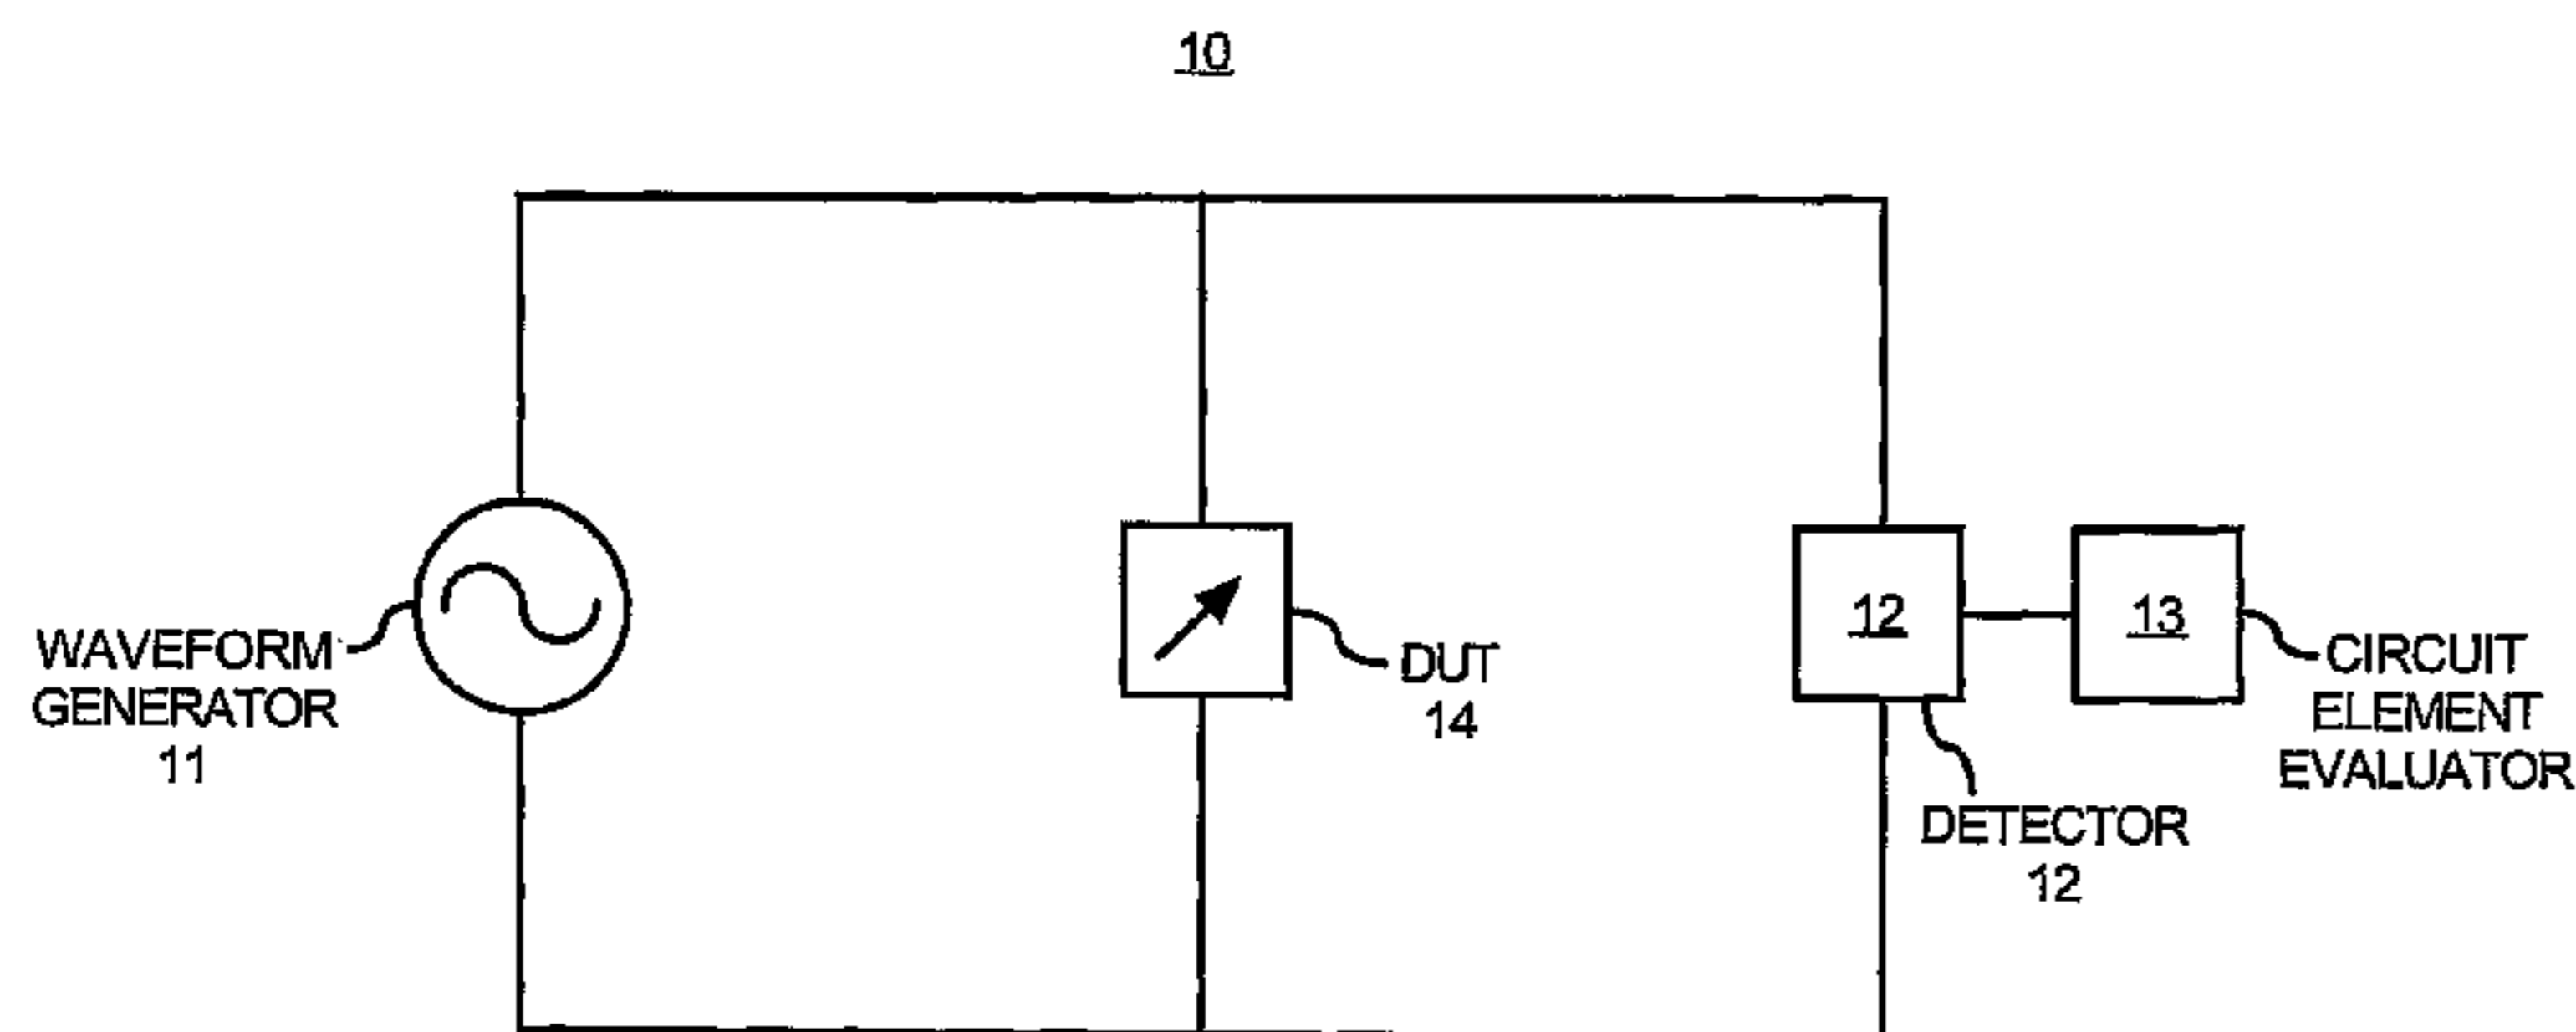 10
WAVEFORM
GENERATOR
11
DUT
14
12
13
CIRCUIT
ELEMENT
EVALUATOR
DETECTOR
12